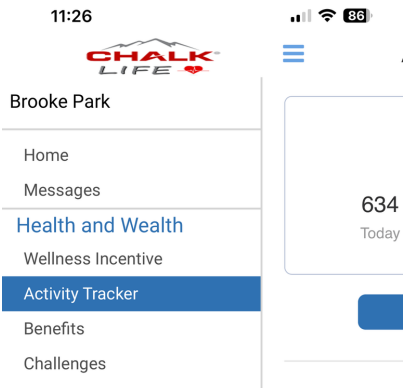 11:26
86
CHALK
LIFE
Brooke Park
Home
Messages
Health and Wealth
Wellness Incentive
Activity Tracker
Benefits
Challenges
634
Today